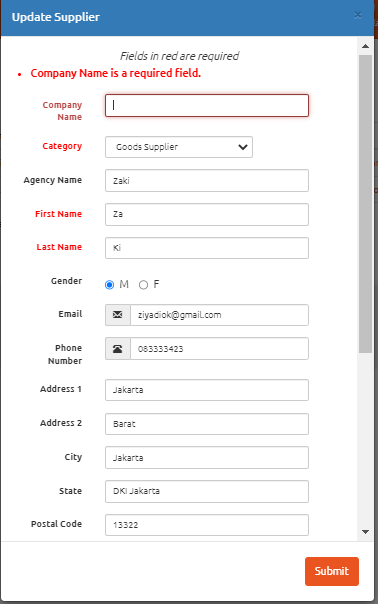 Update Supplier
×
Fields in red are required
Company Name is a required field.
Company
Name
Category
Goods Supplier
Agency Name
Zaki
First Name
Za
Last Name
Ki
Gender
M
F
Email
ziyadiok@gmail.com
Phone
Number
083333423
Address 1
Jakarta
Address 2
Barat
City
Jakarta
State
DKI Jakarta
Postal Code
13322
Submit